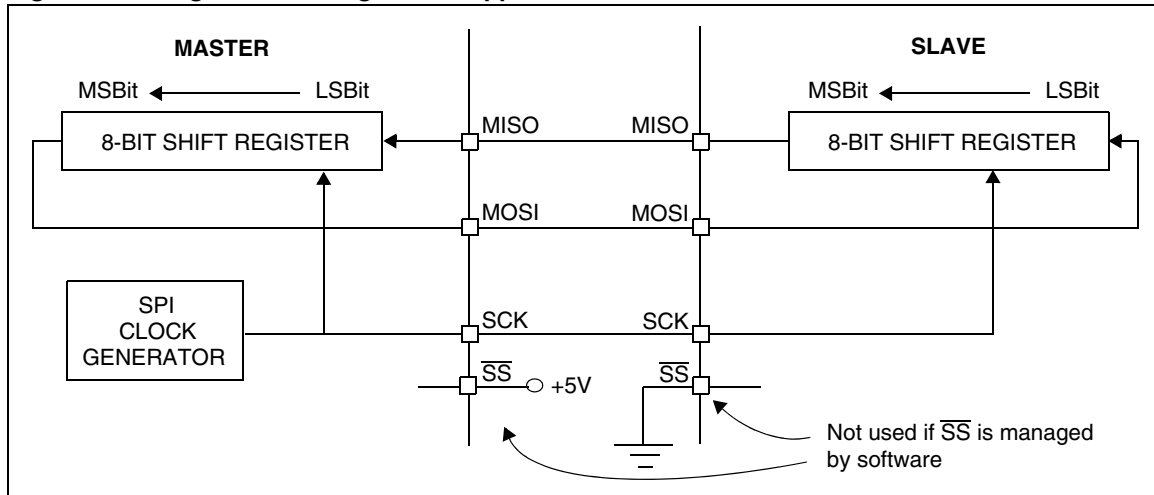 MASTER
SLAVE
MSBit LSBit
MSBit LSBit
8-BIT SHIFT REGISTER
MISO
MISO
8-BIT SHIFT REGISTER
MOSI
MOSI
SPI
CLOCK
GENERATOR
SCK
SCK
SS
+5V
SS
Not used if SS is managed
by software